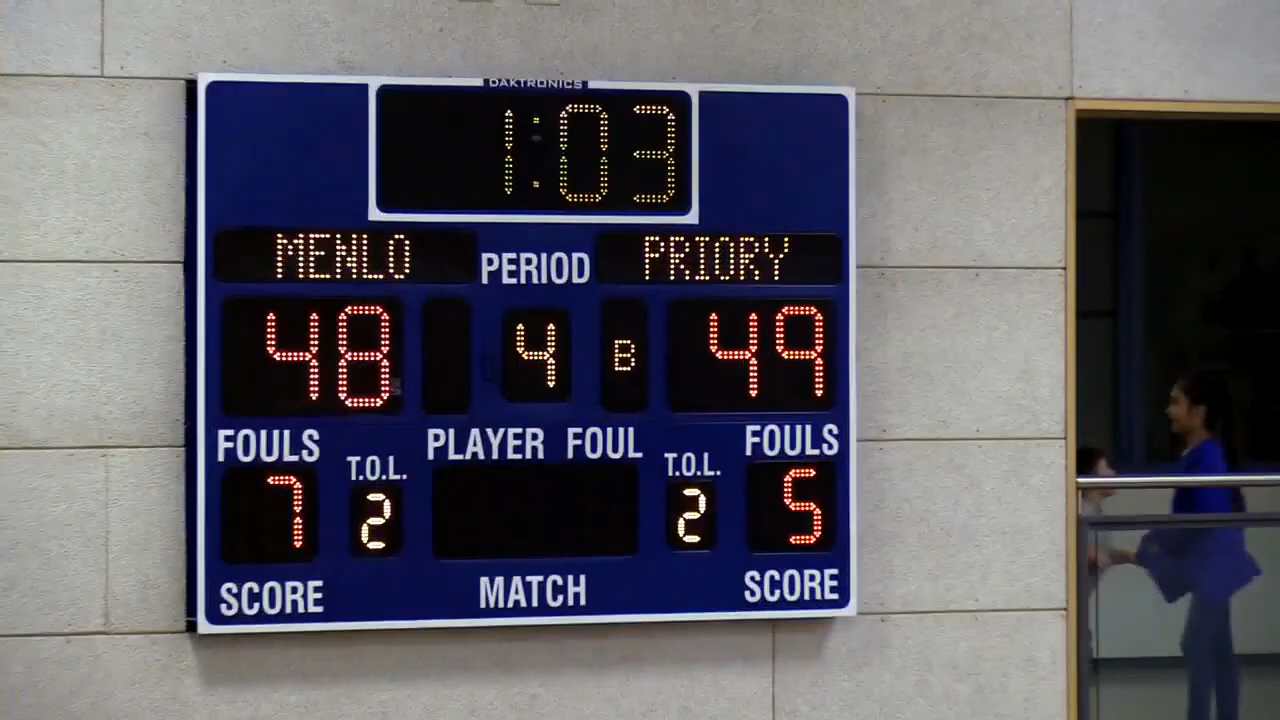 DAKTRONICS
1:03
MENLO PERIOD PRIORY
48 4 B 49
FOULS PLAYER FOUL FOULS
T.O.L. T.O.L.
7 2 2 5
SCORE MATCH SCORE